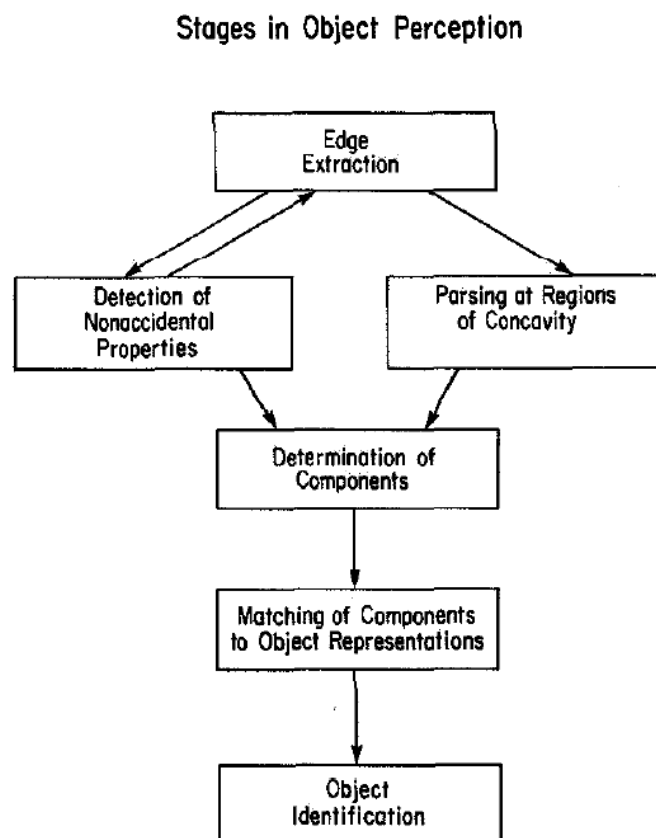 Stages in Object Perception
Edge
Extraction
Detection of
Nonaccidental
Properties
Parsing at Regions
of Concavity
Determination of
Components
Matching of Components
to Object Representations
Object
Identification